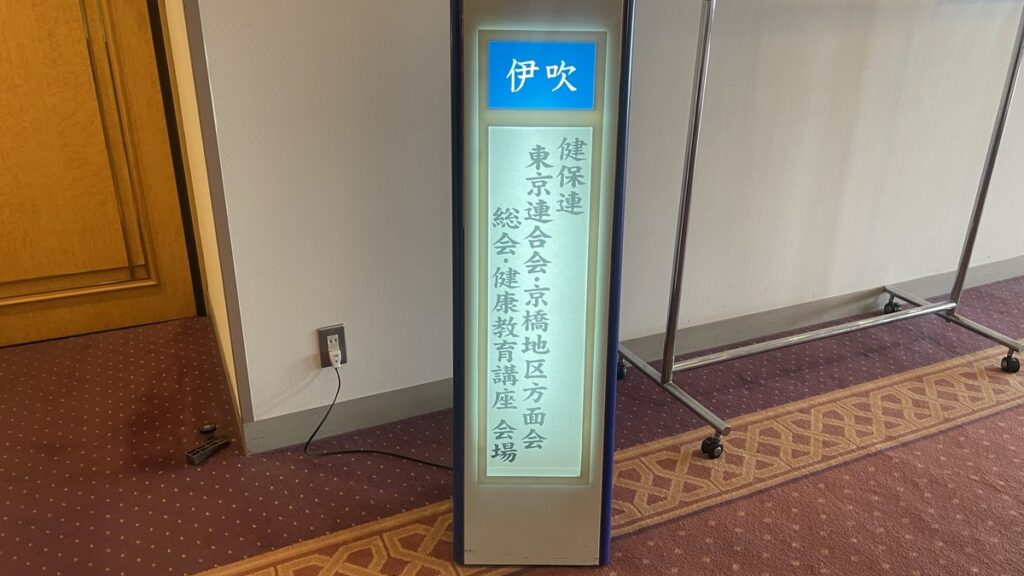 伊吹
健保連
東京連合会・京橋地区方面会
総会・健康教育講座 会場